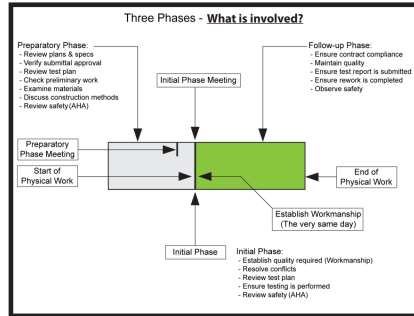 Three Phases - What is involved?
Preparatory Phase:
- Review plans & specs
- Verify submittal approval
- Review test plan
- Check preliminary work
- Examine materials
- Discuss construction methods
- Review safety (AHA)
Follow-up Phase:
- Ensure contract compliance
- Maintain quality
- Ensure test report is submitted
- Ensure rework is completed
- Observe safety
Initial Phase Meeting
Preparatory
Phase Meeting
Start of
Physical Work
End of
Physical Work
Establish Workmanship
(The very same day)
Initial Phase
Initial Phase:
- Establish quality required (Workmanship)
- Resolve conflicts
- Review test plan
- Ensure testing is performed
- Review safety (AHA)